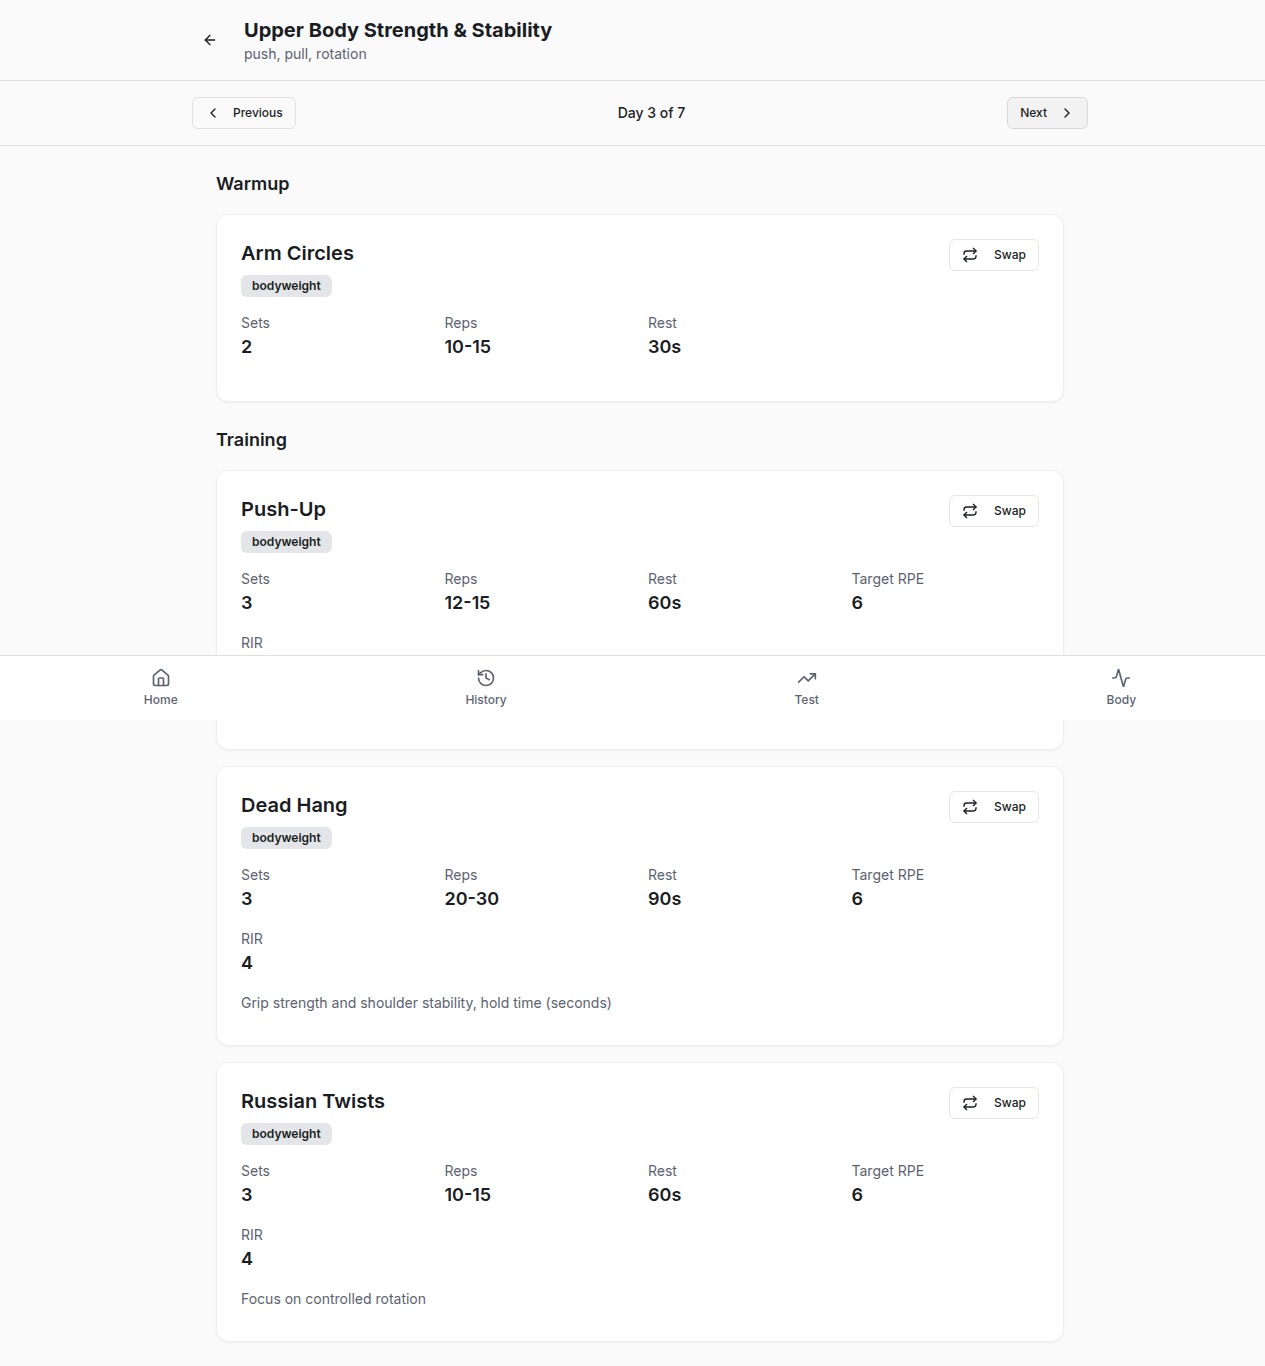 Upper Body Strength & Stability
push, pull, rotation
Previous
Day 3 of 7
Next
Warmup
Arm Circles
Swap
bodyweight
Sets
Reps
Rest
2
10-15
30s
Training
Push-Up
Swap
bodyweight
Sets
Reps
Rest
Target RPE
3
12-15
60s
6
RIR
Home
History
Test
Body
Dead Hang
Swap
bodyweight
Sets
Reps
Rest
Target RPE
3
20-30
90s
6
RIR
4
Grip strength and shoulder stability, hold time (seconds)
Russian Twists
Swap
bodyweight
Sets
Reps
Rest
Target RPE
3
10-15
60s
6
RIR
4
Focus on controlled rotation